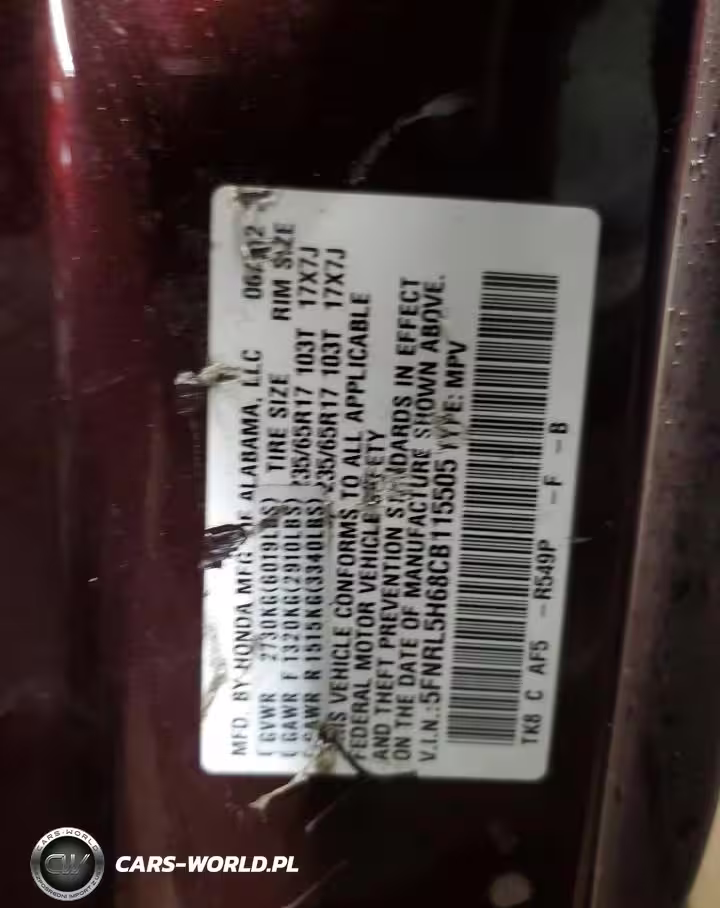 MFD. BY HONDA MFG. OF ALABAMA, LLC 06/12
GVWR 2730KG(6019LBS) TIRE SIZE RIM SIZE
GAWR F 1320KG(2910LBS) 235/65R17 103T 17X7J
GAWR R 1515KG(3340LBS) 235/65R17 103T 17X7J
THIS VEHICLE CONFORMS TO ALL APPLICABLE
FEDERAL MOTOR VEHICLE SAFETY
AND THEFT PREVENTION STANDARDS IN EFFECT
ON THE DATE OF MANUFACTURE SHOWN ABOVE.
V.I.N.:5FNRL5H68CB115505 TYPE: MPV
TK8 C AF5 -R549P -F -B
CARS-WORLD
CW
CARS-WORLD.PL